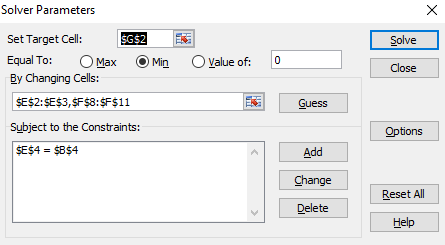 Solver Parameters
Set Target Cell: $G$2 Solve
Equal To: Max Min Value of: 0 Close
By Changing Cells:
$E$2:$E$3,$F$8:$F$11 Guess
Subject to the Constraints: Options
$E$4 = $B$4 Add
Change
Reset All
Delete
Help